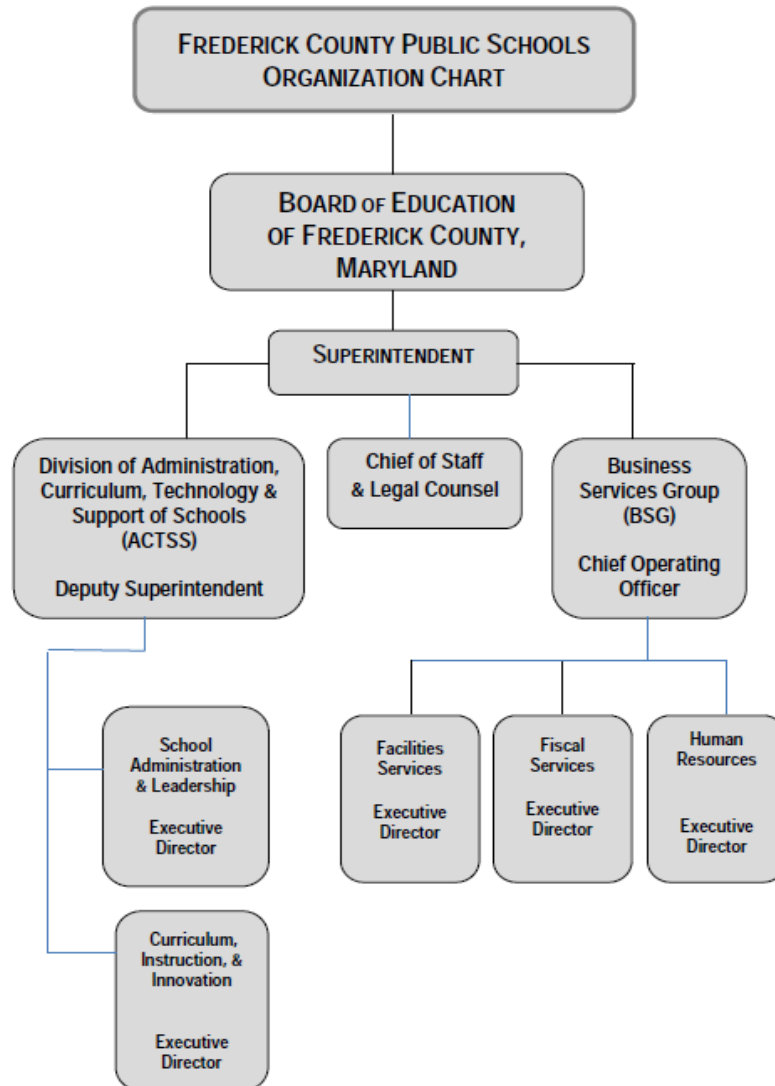 FREDERICK COUNTY PUBLIC SCHOOLS
ORGANIZATION CHART
BOARD OF EDUCATION
OF FREDERICK COUNTY,
MARYLAND
SUPERINTENDENT
Division of Administration,
Curriculum, Technology &
Support of Schools
(ACTSS)
Deputy Superintendent
Chief of Staff
& Legal Counsel
Business
Services Group
(BSG)
Chief Operating
Officer
School
Administration
& Leadership
Executive
Director
Facilities
Services
Executive
Director
Fiscal
Services
Executive
Director
Human
Resources
Executive
Director
Curriculum,
Instruction, &
Innovation
Executive
Director